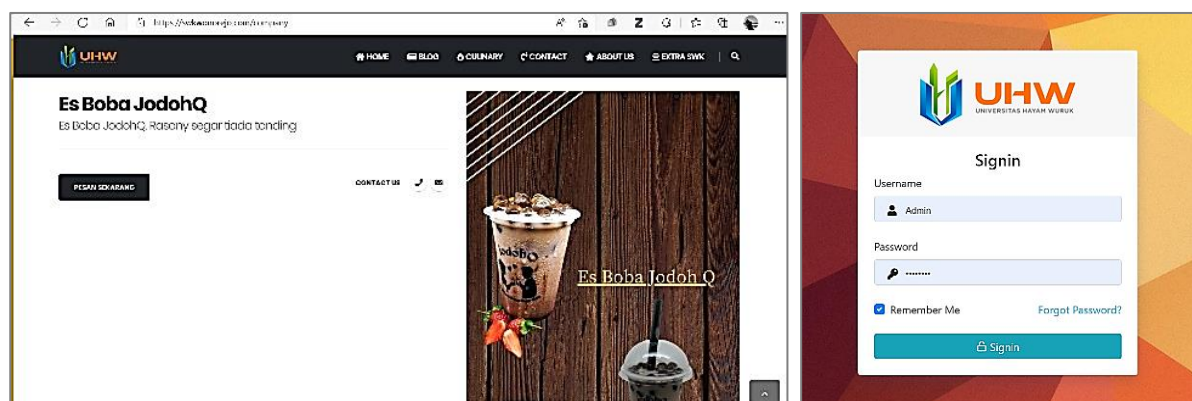 UHW
HOME BLOG CULINARY CONTACT ABOUT US EXTRA SWK
Es Boba JodohQ
Es Boba JodohQ, Rasany segar tiada tanding
PESAN SEKARANG
CONTACT US
JodohQ
Es Boba Jodoh Q
UHW
UNIVERSITAS HAYAM WURUK
Signin
Username
Admin
Password
Remember Me
Forgot Password?
Signin